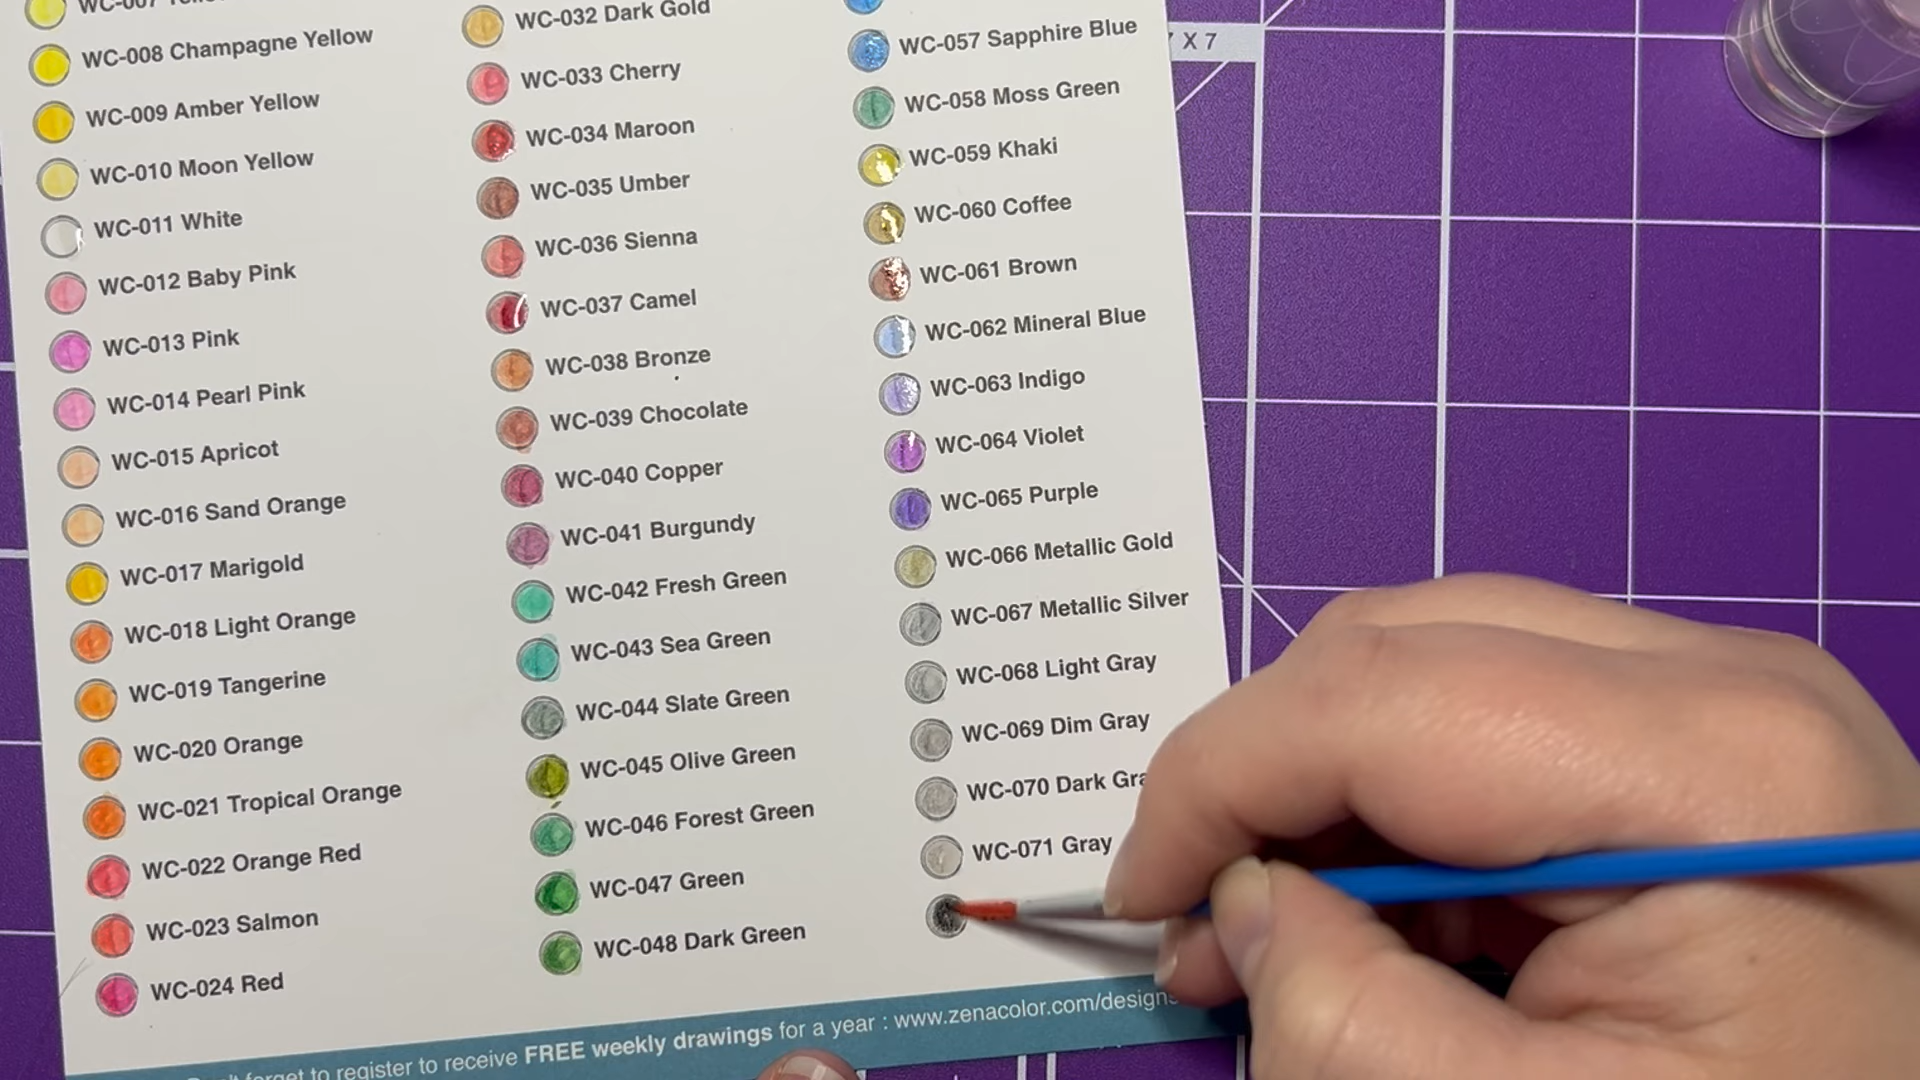 WC-008 Champagne Yellow
WC-009 Amber Yellow
WC-010 Moon Yellow
WC-011 White
WC-012 Baby Pink
WC-013 Pink
WC-014 Pearl Pink
WC-015 Apricot
WC-016 Sand Orange
WC-017 Marigold
WC-018 Light Orange
WC-019 Tangerine
WC-020 Orange
WC-021 Tropical Orange
WC-022 Orange Red
WC-023 Salmon
WC-024 Red
WC-032 Dark Gold
WC-033 Cherry
WC-034 Maroon
WC-035 Umber
WC-036 Sienna
WC-037 Camel
WC-038 Bronze
WC-039 Chocolate
WC-040 Copper
WC-041 Burgundy
WC-042 Fresh Green
WC-043 Sea Green
WC-044 Slate Green
WC-045 Olive Green
WC-046 Forest Green
WC-047 Green
WC-048 Dark Green
WC-057 Sapphire Blue
WC-058 Moss Green
WC-059 Khaki
WC-060 Coffee
WC-061 Brown
WC-062 Mineral Blue
WC-063 Indigo
WC-064 Violet
WC-065 Purple
WC-066 Metallic Gold
WC-067 Metallic Silver
WC-068 Light Gray
WC-069 Dim Gray
WC-070 Dark
WC-071 Gray
forget to register to receive FREE weekly drawings for a year : www.zenacolor.com/designs
X 7